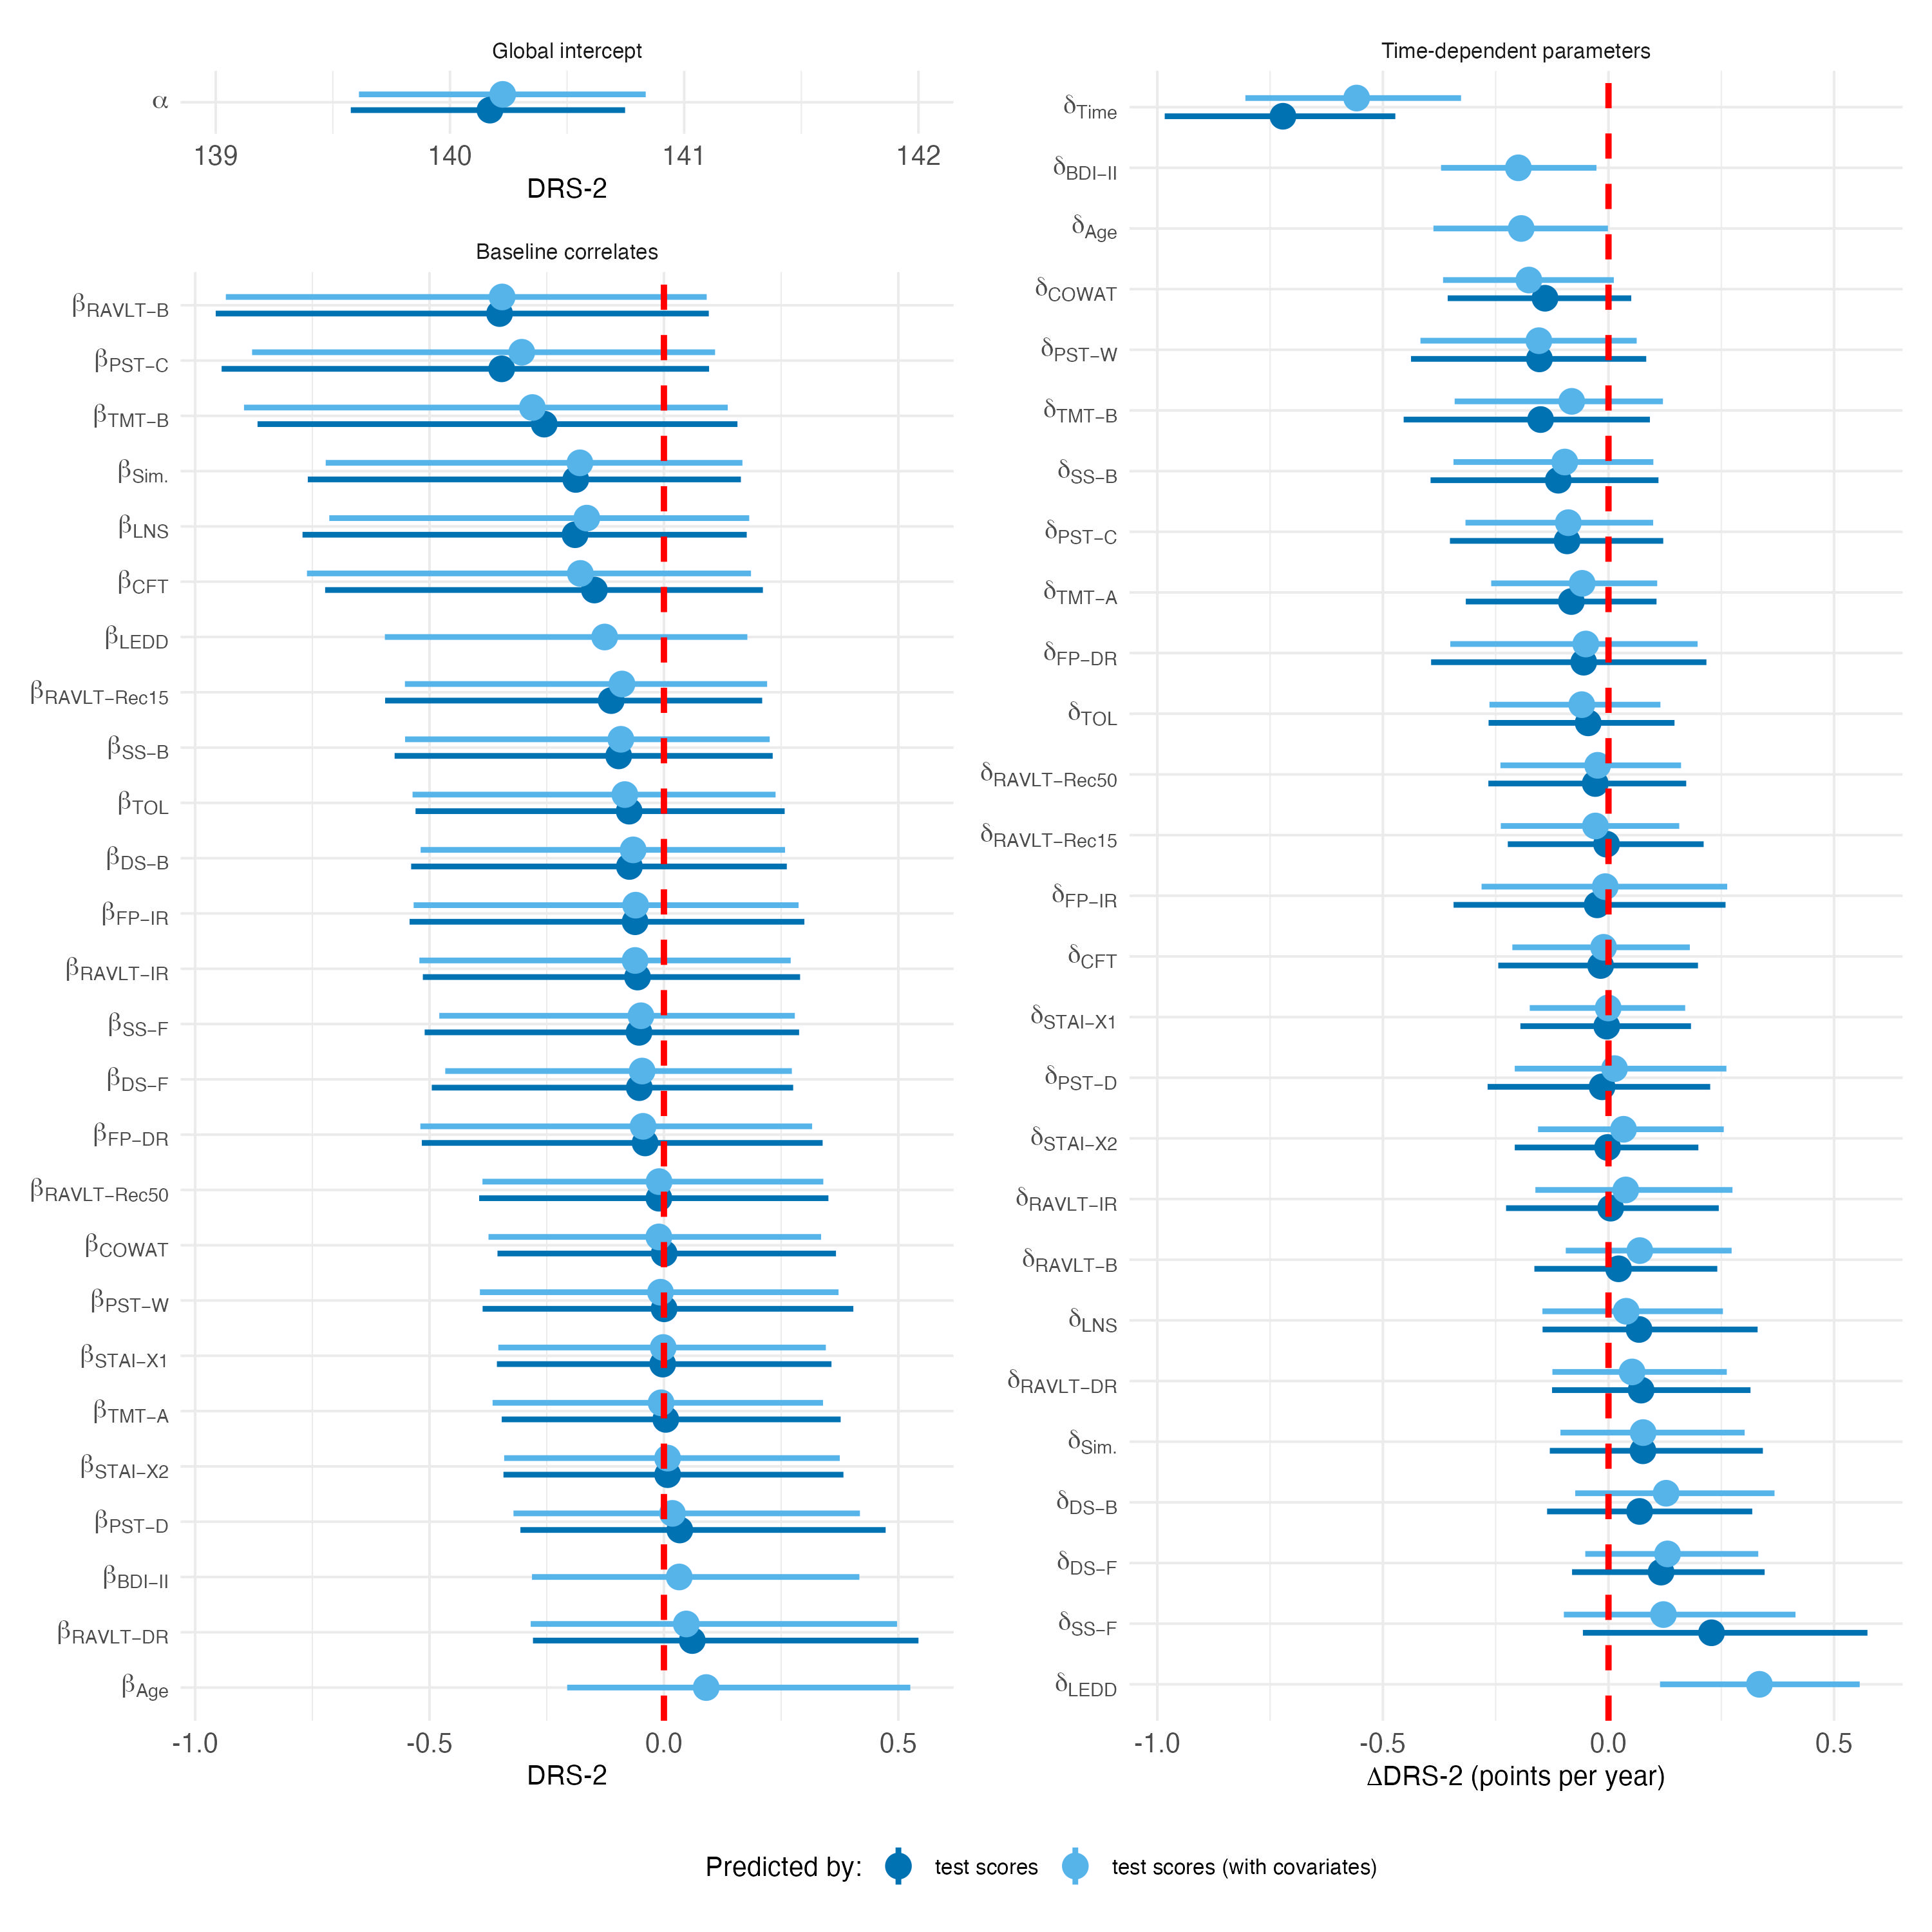 Global intercept
α
139 140 141 142
DRS-2
Baseline correlates
βRAVLT−B
βPST−C
βTMT−B
βSim.
βLNS
βCFT
βLEDD
βRAVLT−Rec15
βSS−B
βTOL
βDS−B
βFP−IR
βRAVLT−IR
βSS−F
βDS−F
βFP−DR
βRAVLT−Rec50
βCOWAT
βPST−W
βSTAI−X1
βTMT−A
βSTAI−X2
βPST−D
βBDI−II
βRAVLT−DR
βAge
-1.0 -0.5 0.0 0.5
DRS-2
Time-dependent parameters
δTime
δBDI−II
δAge
δCOWAT
δPST−W
δTMT−B
δSS−B
δPST−C
δTMT−A
δFP−DR
δTOL
δRAVLT−Rec50
δRAVLT−Rec15
δFP−IR
δCFT
δSTAI−X1
δPST−D
δSTAI−X2
δRAVLT−IR
δRAVLT−B
δLNS
δRAVLT−DR
δSim.
δDS−B
δDS−F
δSS−F
δLEDD
-1.0 -0.5 0.0 0.5
ΔDRS-2 (points per year)
Predicted by: test scores test scores (with covariates)